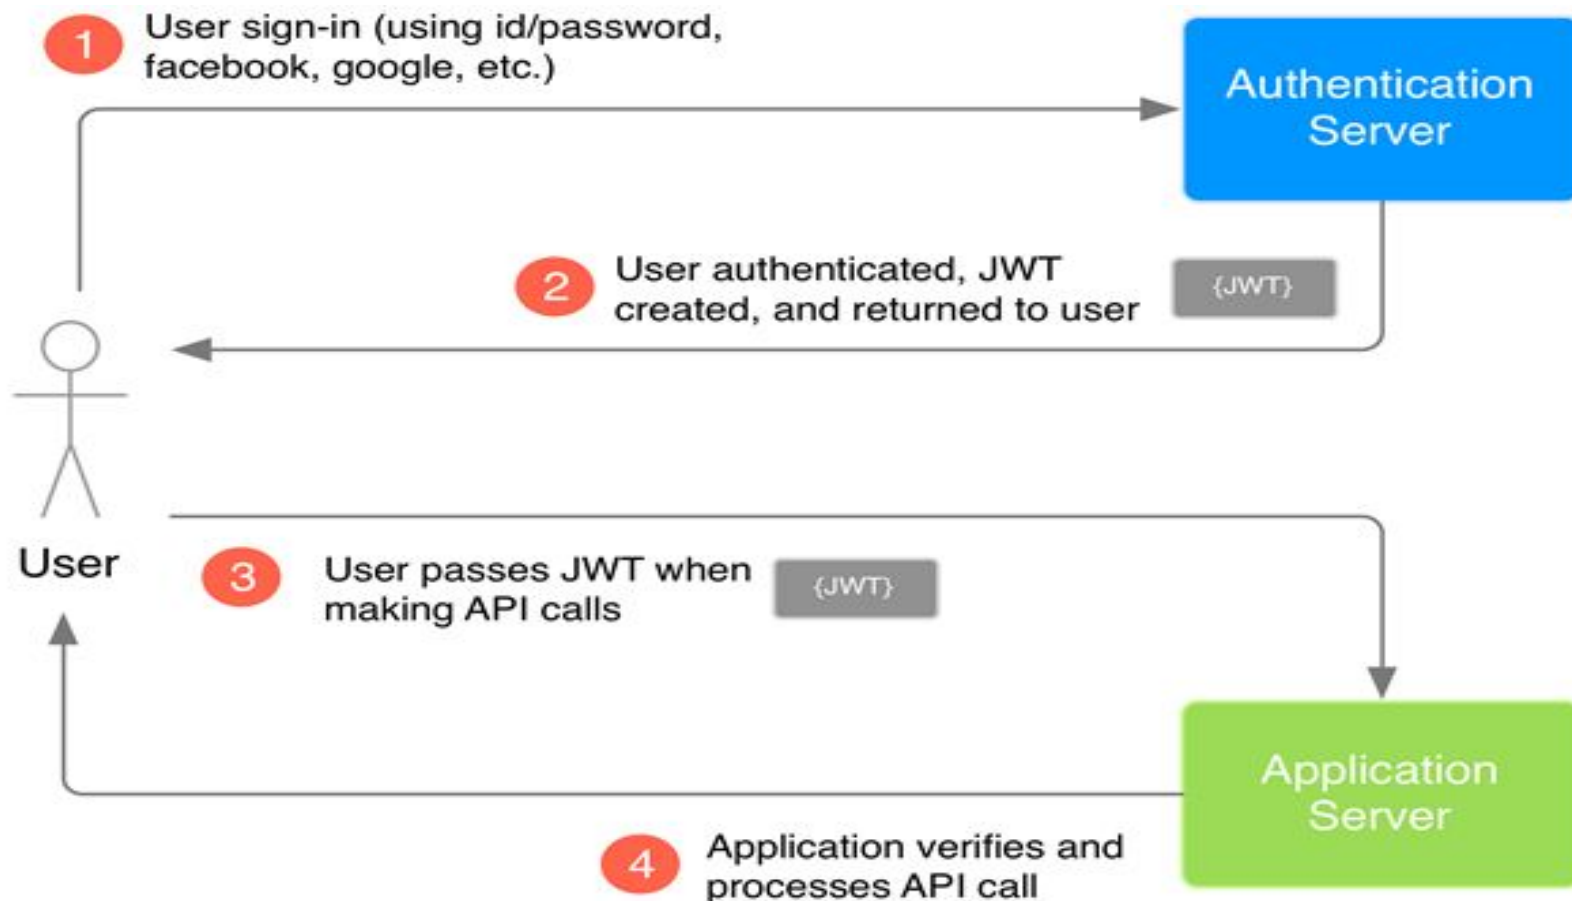 1
User sign-in (using id/password,
facebook, google, etc.)
Authentication
Server
2
User authenticated, JWT
created, and returned to user
{JWT}
User
3
User passes JWT when
making API calls
{JWT}
Application
Server
4
Application verifies and
processes API call